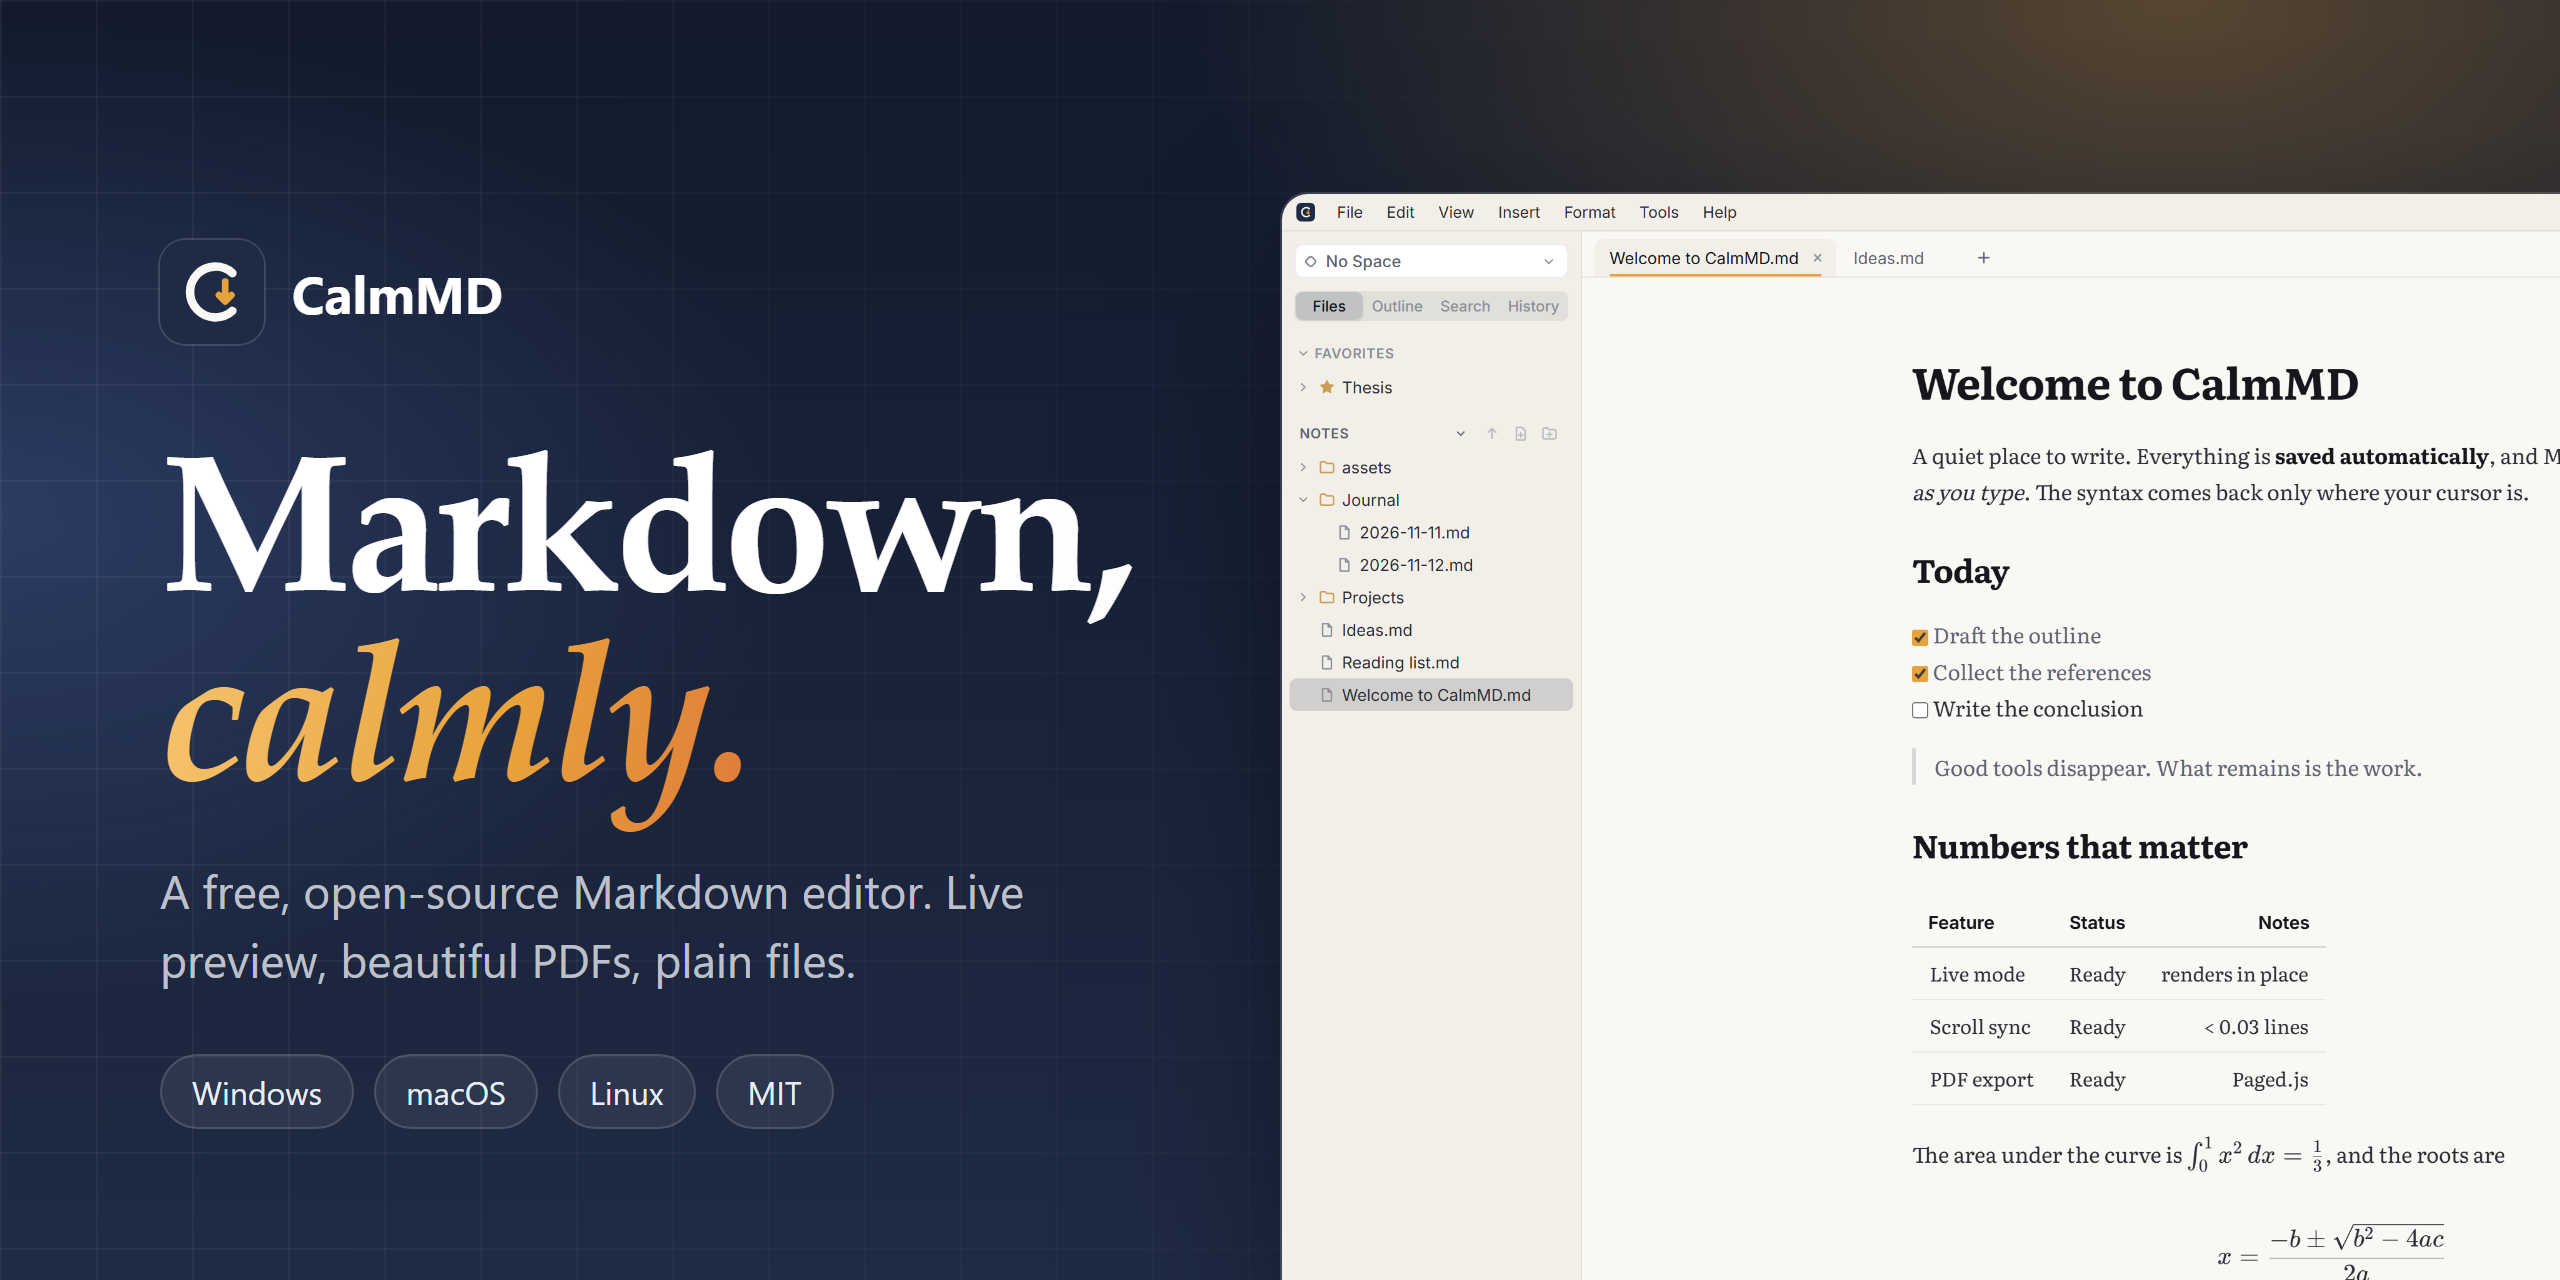 CalmMD
Markdown,
calmly.
A free, open-source Markdown editor. Live
preview, beautiful PDFs, plain files.
Windows macOS Linux MIT
File Edit View Insert Format Tools Help
No Space
Files Outline Search History
FAVORITES
Thesis
NOTES
assets
Journal
2026-11-11.md
2026-11-12.md
Projects
Ideas.md
Reading list.md
Welcome to CalmMD.md
Welcome to CalmMD.md × Ideas.md +
Welcome to CalmMD
A quiet place to write. Everything is saved automatically, and M
as you type. The syntax comes back only where your cursor is.
Today
Draft the outline
Collect the references
Write the conclusion
Good tools disappear. What remains is the work.
Numbers that matter
Feature Status Notes
Live mode Ready renders in place
Scroll sync Ready < 0.03 lines
PDF export Ready Paged.js
The area under the curve is ∫₀¹ x² dx = 1/3, and the roots are
x = (−b ± √(b² − 4ac)) / 2a